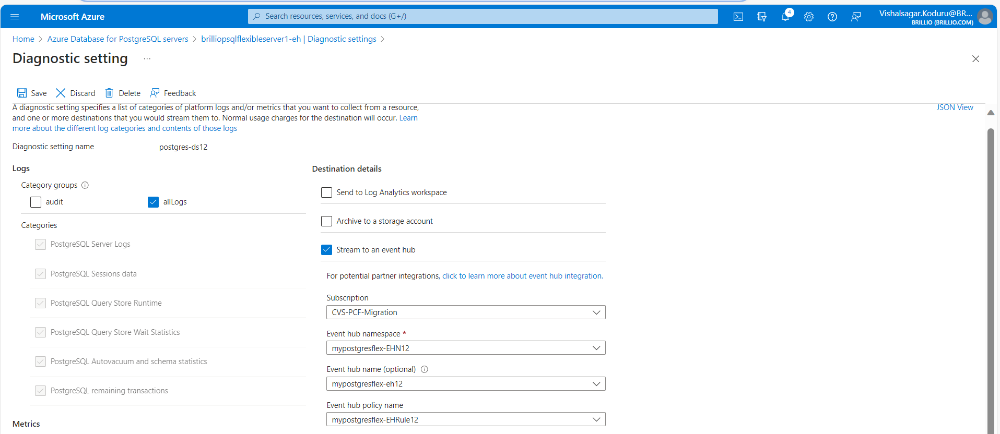 Microsoft Azure
Search resources, services, and docs (G+/)
4
Vishalsagar.Koduru@BR...
BRILLIO (BRILLIO.COM)
Home > Azure Database for PostgreSQL servers > brilliopsqlflexibleserver1-eh | Diagnostic settings >
Diagnostic setting ...
Save Discard Delete Feedback
A diagnostic setting specifies a list of categories of platform logs and/or metrics that you want to collect from a resource,
and one or more destinations that you would stream them to. Normal usage charges for the destination will occur. Learn
more about the different log categories and contents of those logs
JSON View
Diagnostic setting name postgres-ds12
Logs
Category groups
audit allLogs
Categories
PostgreSQL Server Logs
PostgreSQL Sessions data
PostgreSQL Query Store Runtime
PostgreSQL Query Store Wait Statistics
PostgreSQL Autovacuum and schema statistics
PostgreSQL remaining transactions
Metrics
Destination details
Send to Log Analytics workspace
Archive to a storage account
Stream to an event hub
For potential partner integrations, click to learn more about event hub integration.
Subscription
CVS-PCF-Migration
Event hub namespace *
mypostgresflex-EHN12
Event hub name (optional)
mypostgresflex-eh12
Event hub policy name
mypostgresflex-EHRule12